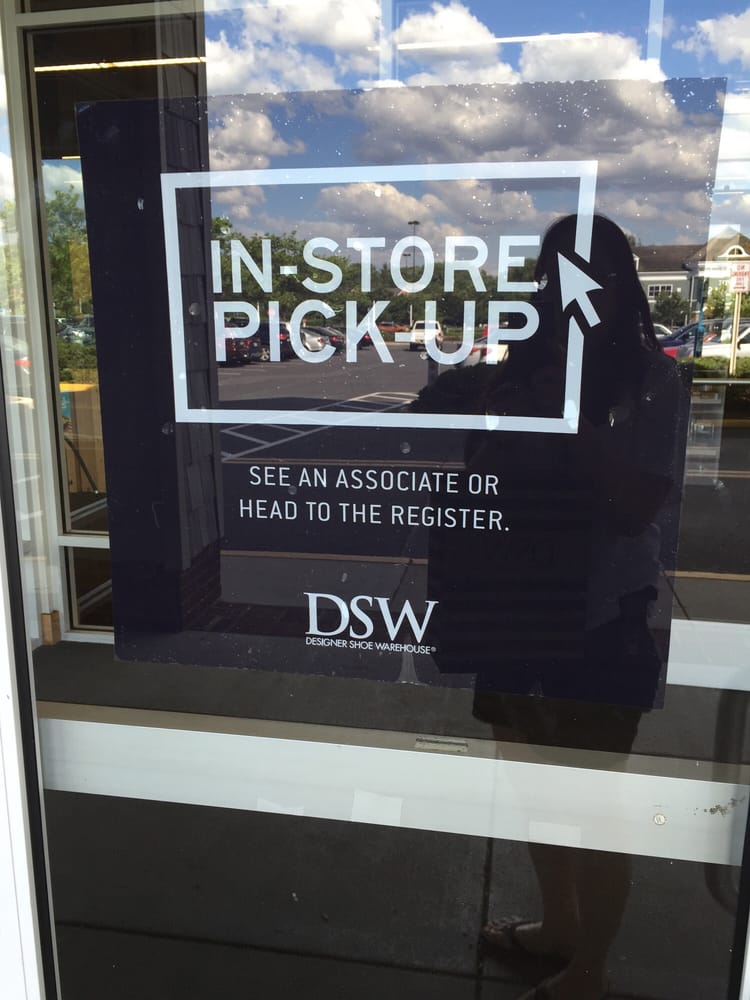 IN-STORE
PICK-UP
SEE AN ASSOCIATE OR
HEAD TO THE REGISTER.
DSW
DESIGNER SHOE WAREHOUSE®